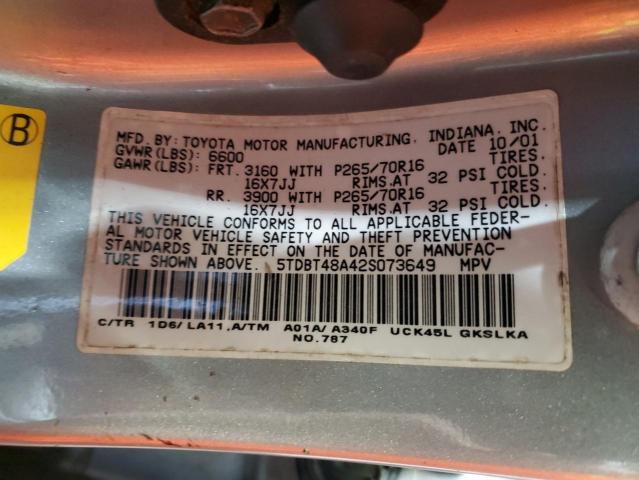 B
MFD BY: TOYOTA MOTOR MANUFACTURING, INDIANA, INC.
GVWR(LBS): 6600 DATE 10/01
GAWR(LBS): FRT. 3160 WITH P265/70R16 TIRES.
16X7JJ RIMS.AT 32 PSI COLD.
RR. 3900 WITH P265/70R16 TIRES.
16X7JJ RIMS.AT 32 PSI COLD.
THIS VEHICLE CONFORMS TO ALL APPLICABLE FEDER-
AL MOTOR VEHICLE SAFETY AND THEFT PREVENTION
STANDARDS IN EFFECT ON THE DATE OF MANUFAC-
TURE SHOWN ABOVE. 5TDBT48A42S073649 MPV
C/TR 1D6/ LA11,A/TM A01A/ A340F UCK45L GKSLKA
NO.787